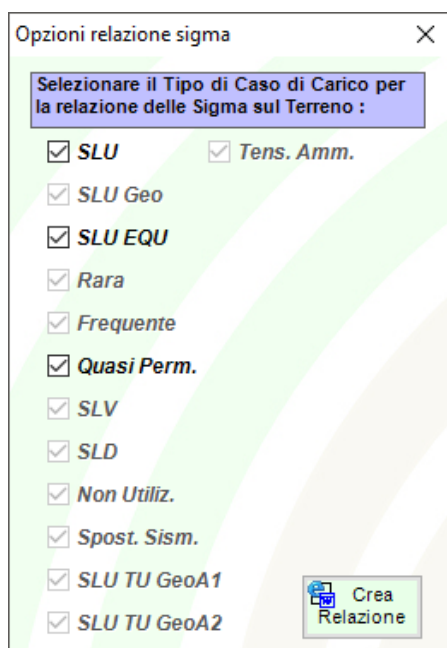 Opzioni relazione sigma
Selezionare il Tipo di Caso di Carico per
la relazione delle Sigma sul Terreno :
SLU Tens. Amm.
SLU Geo
SLU EQU
Rara
Frequente
Quasi Perm.
SLV
SLD
Non Utiliz.
Spost. Sism.
SLU TU GeoA1
SLU TU GeoA2
Crea
Relazione